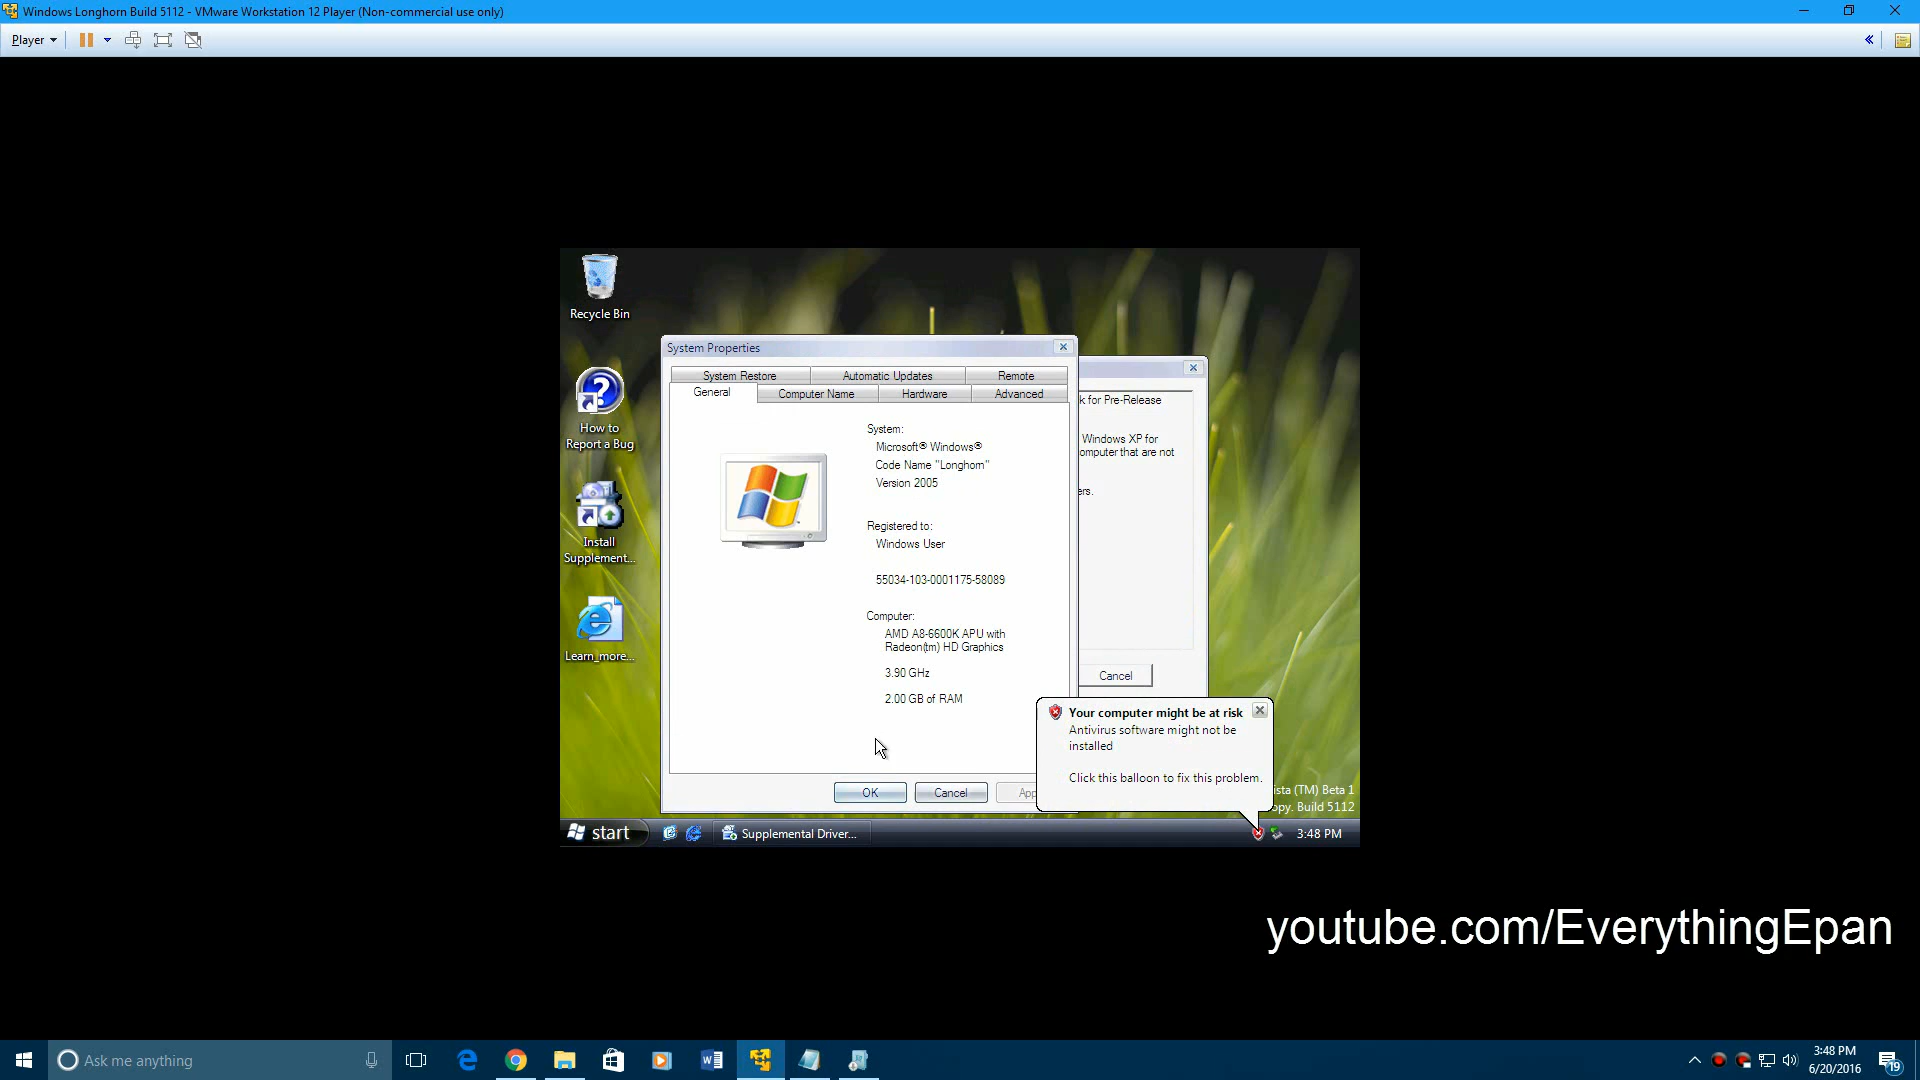 Windows Longhorn Build 5112 - VMware Workstation 12 Player (Non-commercial use only)
Player
Recycle Bin
How to
Report a Bug
Install
Supplement...
Learn_more...
System Properties
System Restore
Automatic Updates
Remote
General
Computer Name
Hardware
Advanced
System:
Microsoft® Windows®
Code Name "Longhorn"
Version 2005
Registered to:
Windows User
55034-103-0001175-58089
Computer:
AMD A8-6600K APU with
Radeon(tm) HD Graphics
3.90 GHz
2.00 GB of RAM
OK
Cancel
App
k for Pre-Release
Windows XP for
omputer that are not
ers.
Cancel
Your computer might be at risk
Antivirus software might not be
installed
Click this balloon to fix this problem.
ista (TM) Beta 1
opy. Build 5112
start
Supplemental Driver...
3:48 PM
youtube.com/EverythingEpan
Ask me anything
3:48 PM
6/20/2016
19